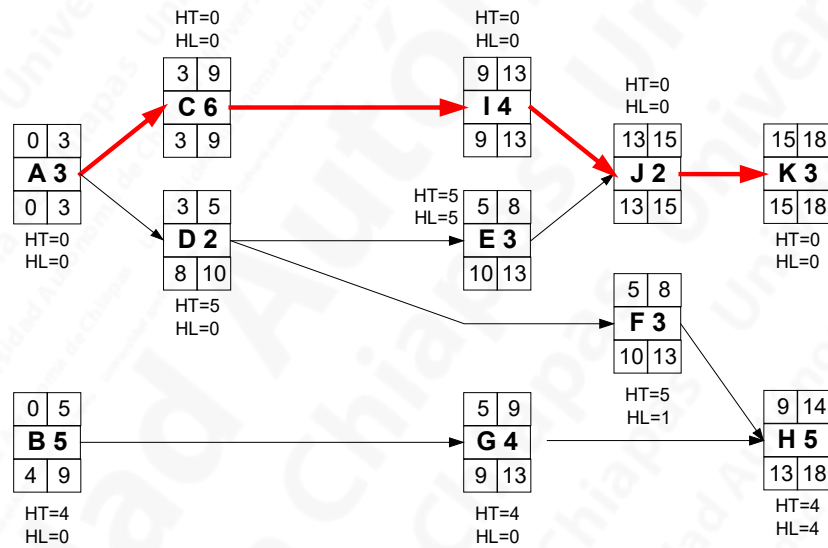 HT=0
HL=0
3 9
C 6
3 9
HT=0
HL=0
9 13
I 4
9 13
HT=0
HL=0
13 15
J 2
13 15
15 18
K 3
15 18
HT=0
HL=0
0 3
A 3
0 3
HT=0
HL=0
3 5
D 2
8 10
HT=5
HL=0
HT=5
HL=5
5 8
E 3
10 13
5 8
F 3
10 13
HT=5
HL=1
0 5
B 5
4 9
HT=4
HL=0
5 9
G 4
9 13
HT=4
HL=0
9 14
H 5
13 18
HT=4
HL=4